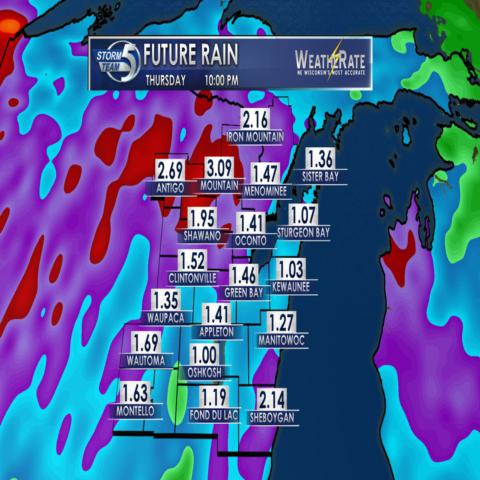 STORM TEAM 5
FUTURE RAIN
THURSDAY 10:00 PM
WEATHERATE
NE WISCONSIN'S MOST ACCURATE
2.16
IRON MOUNTAIN
2.69
ANTIGO
3.09
MOUNTAIN
1.47
MENOMINEE
1.36
SISTER BAY
1.95
SHAWANO
1.41
OCONTO
1.07
STURGEON BAY
1.52
CLINTONVILLE
1.46
GREEN BAY
1.03
KEWAUNEE
1.35
WAUPACA
1.41
APPLETON
1.27
MANITOWOC
1.69
WAUTOMA
1.00
OSHKOSH
1.63
MONTELLO
1.19
FOND DU LAC
2.14
SHEBOYGAN